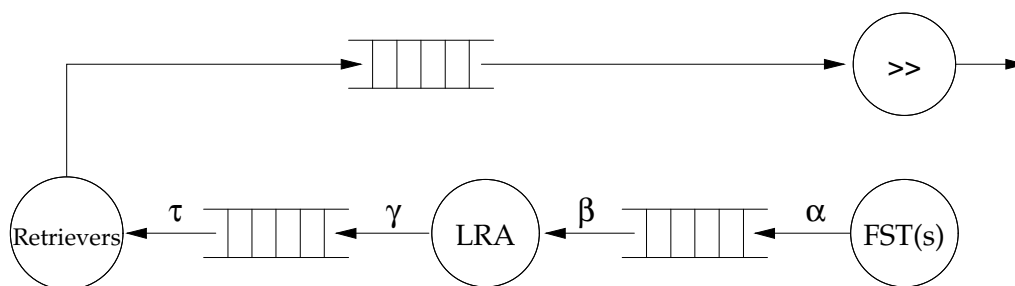 >>
τ γ β α
Retrievers LRA FST(s)